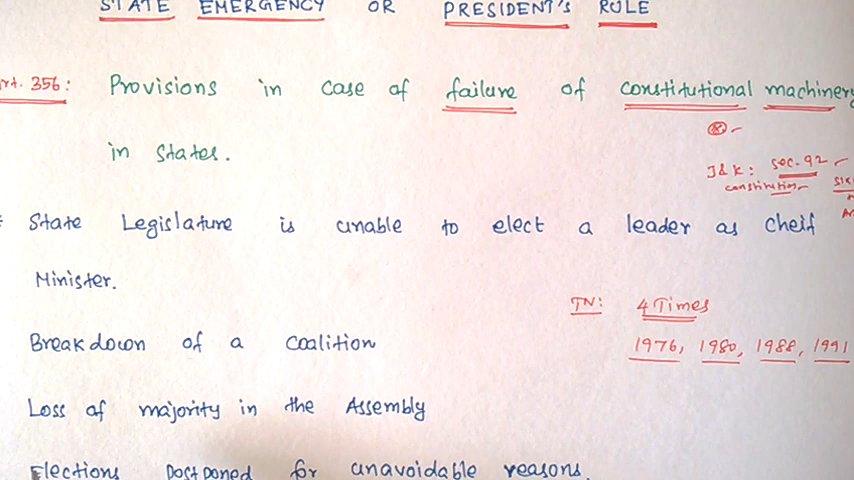 STATE EMERGENCY OR PRESIDENT'S RULE
rt. 356: Provisions in case of failure of constitutional machinery
in States.
J&K: Sec. 92
constitution
State Legislature is unable to elect a leader as Cheif
Minister.
TN: 4 Times
1976, 1980, 1988, 1991
Breakdown of a Coalition
Loss of majority in the Assembly
Elections postponed for unavoidable reasons.